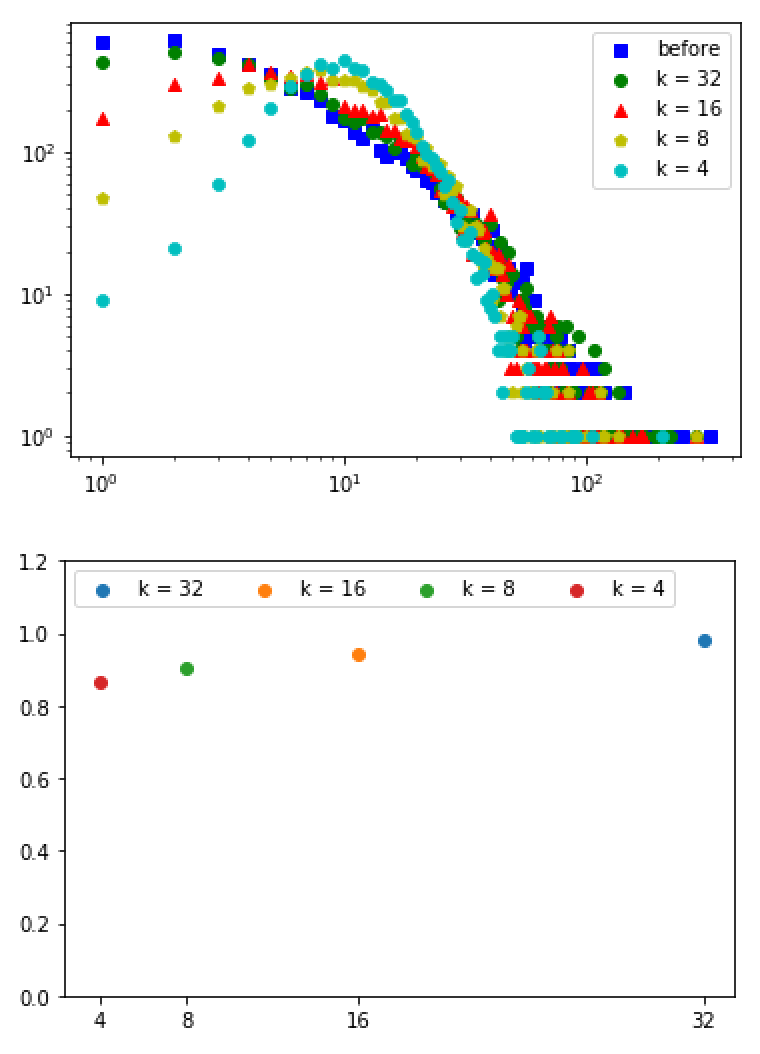 before
k = 32
k = 16
k = 8
k = 4
10²
10¹
10⁰
10⁰ 10¹ 10²
1.2
k = 32 k = 16 k = 8 k = 4
1.0
0.8
0.6
0.4
0.2
0.0
4 8 16 32